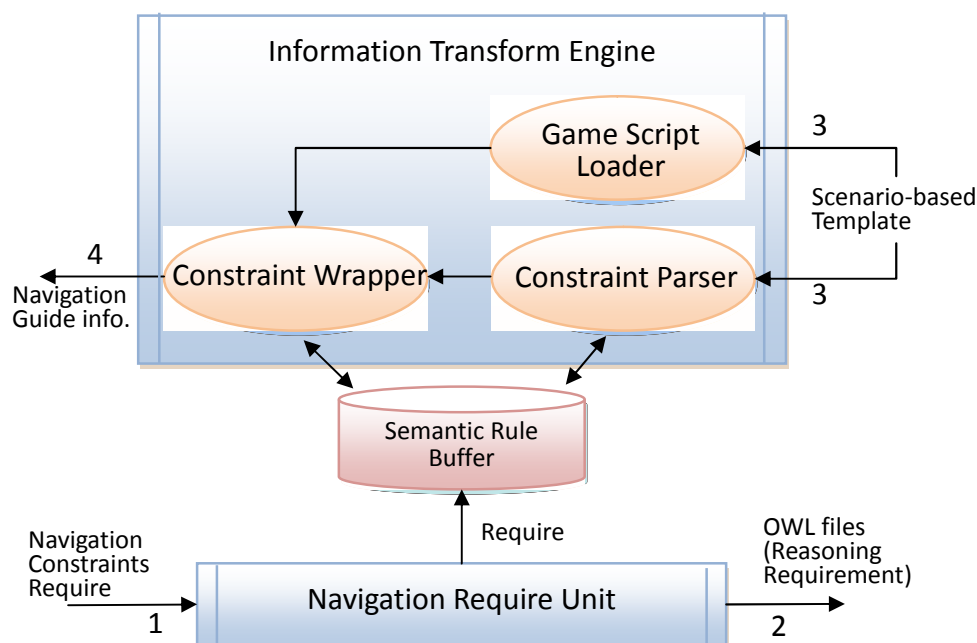 Information Transform Engine
Game Script
Loader
3
Scenario-based
Template
4
Constraint Wrapper
Constraint Parser
3
Navigation
Guide info.
Semantic Rule
Buffer
Navigation
Constraints
Require
Require
OWL files
(Reasoning
Requirement)
1
Navigation Require Unit
2